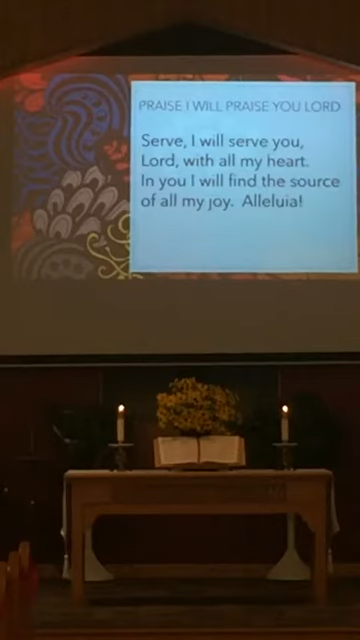 PRAISE I WILL PRAISE YOU LORD
Serve, I will serve you,
Lord, with all my heart.
In you I will find the source
of all my joy. Alleluia!